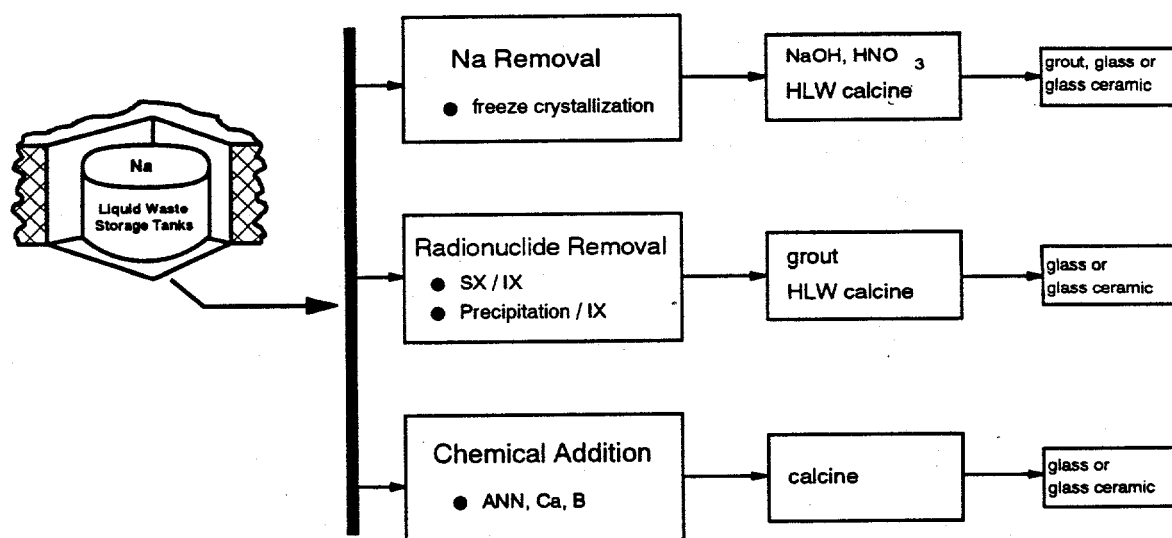 Na
Liquid Waste
Storage Tanks
Na Removal
● freeze crystallization
NaOH, HNO 3
HLW calcine
grout, glass or
glass ceramic
Radionuclide Removal
● SX / IX
● Precipitation / IX
grout
HLW calcine
glass or
glass ceramic
Chemical Addition
● ANN, Ca, B
calcine
glass or
glass ceramic